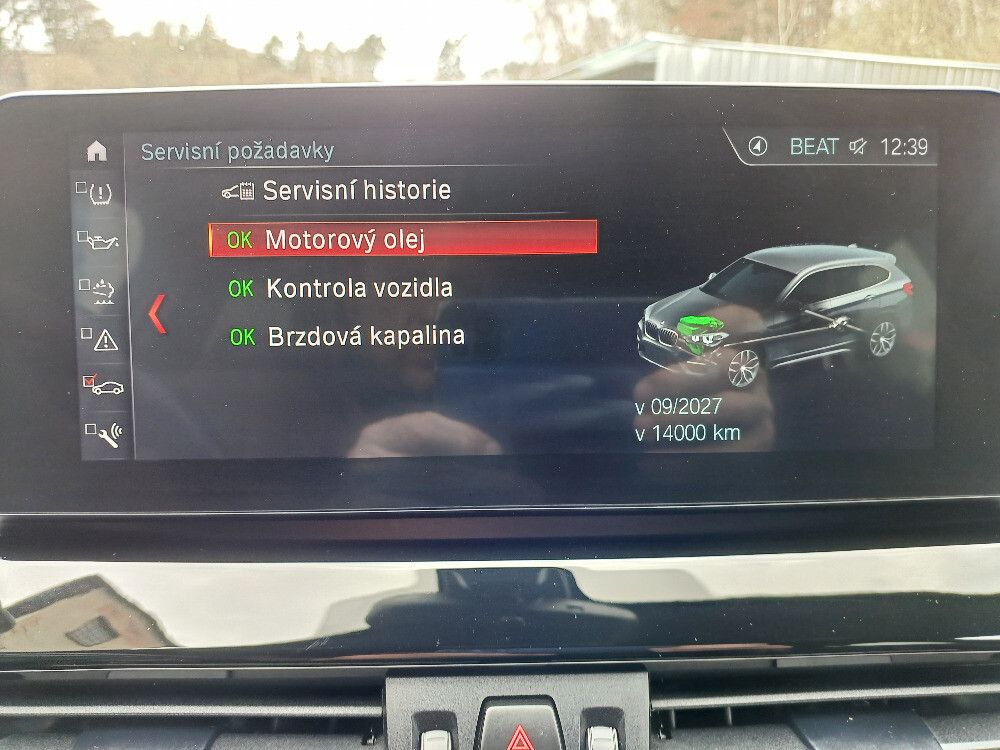 Servisní požadavky
BEAT 12:39
Servisní historie
OK Motorový olej
OK Kontrola vozidla
OK Brzdová kapalina
v 09/2027
v 14000 km